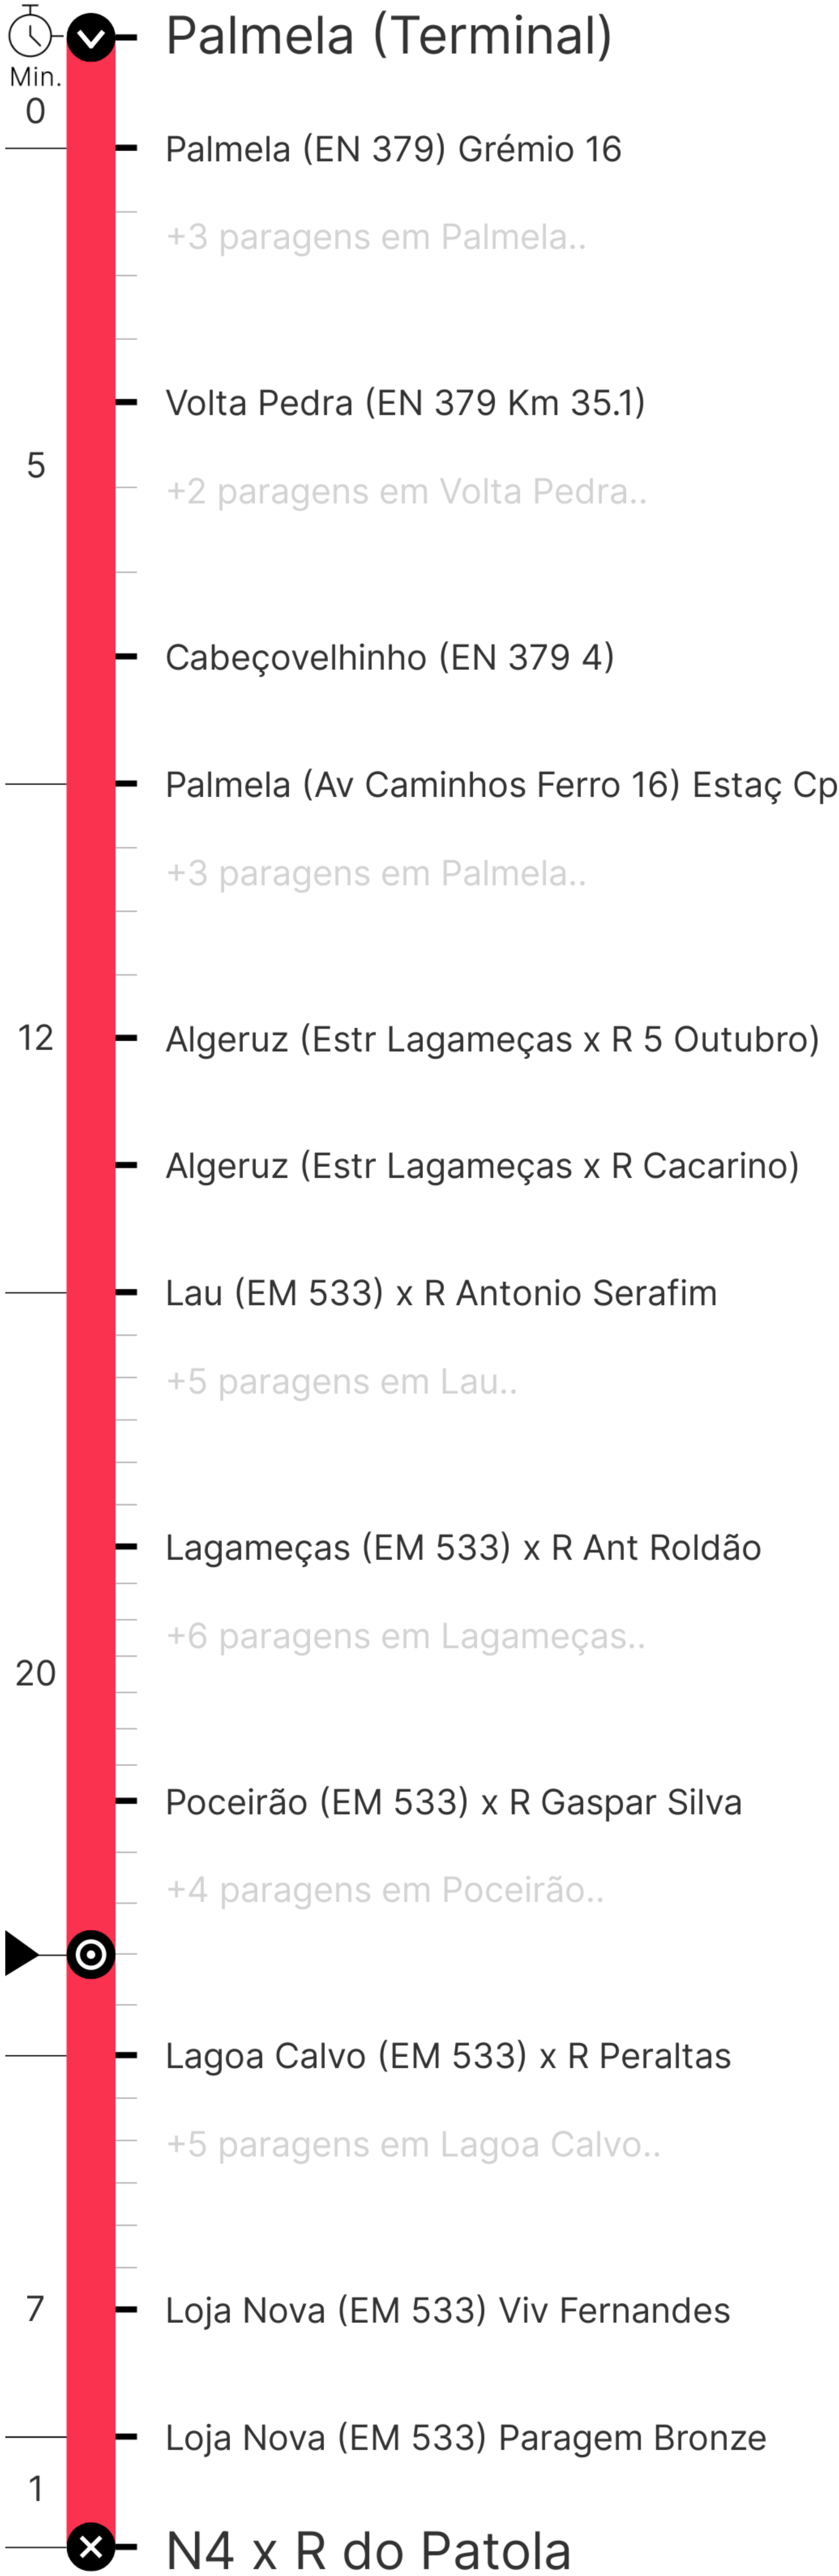 Palmela (Terminal)
Min.
0
Palmela (EN 379) Grémio 16
+3 paragens em Palmela..
Volta Pedra (EN 379 Km 35.1)
5
+2 paragens em Volta Pedra..
Cabeçovelhinho (EN 379 4)
Palmela (Av Caminhos Ferro 16) Estaç Cp
+3 paragens em Palmela..
12
Algeruz (Estr Lagameças x R 5 Outubro)
Algeruz (Estr Lagameças x R Cacarino)
Lau (EM 533) x R Antonio Serafim
+5 paragens em Lau..
Lagameças (EM 533) x R Ant Roldão
+6 paragens em Lagameças..
20
Poceirão (EM 533) x R Gaspar Silva
+4 paragens em Poceirão..
Lagoa Calvo (EM 533) x R Peraltas
+5 paragens em Lagoa Calvo..
7
Loja Nova (EM 533) Viv Fernandes
Loja Nova (EM 533) Paragem Bronze
1
N4 x R do Patola